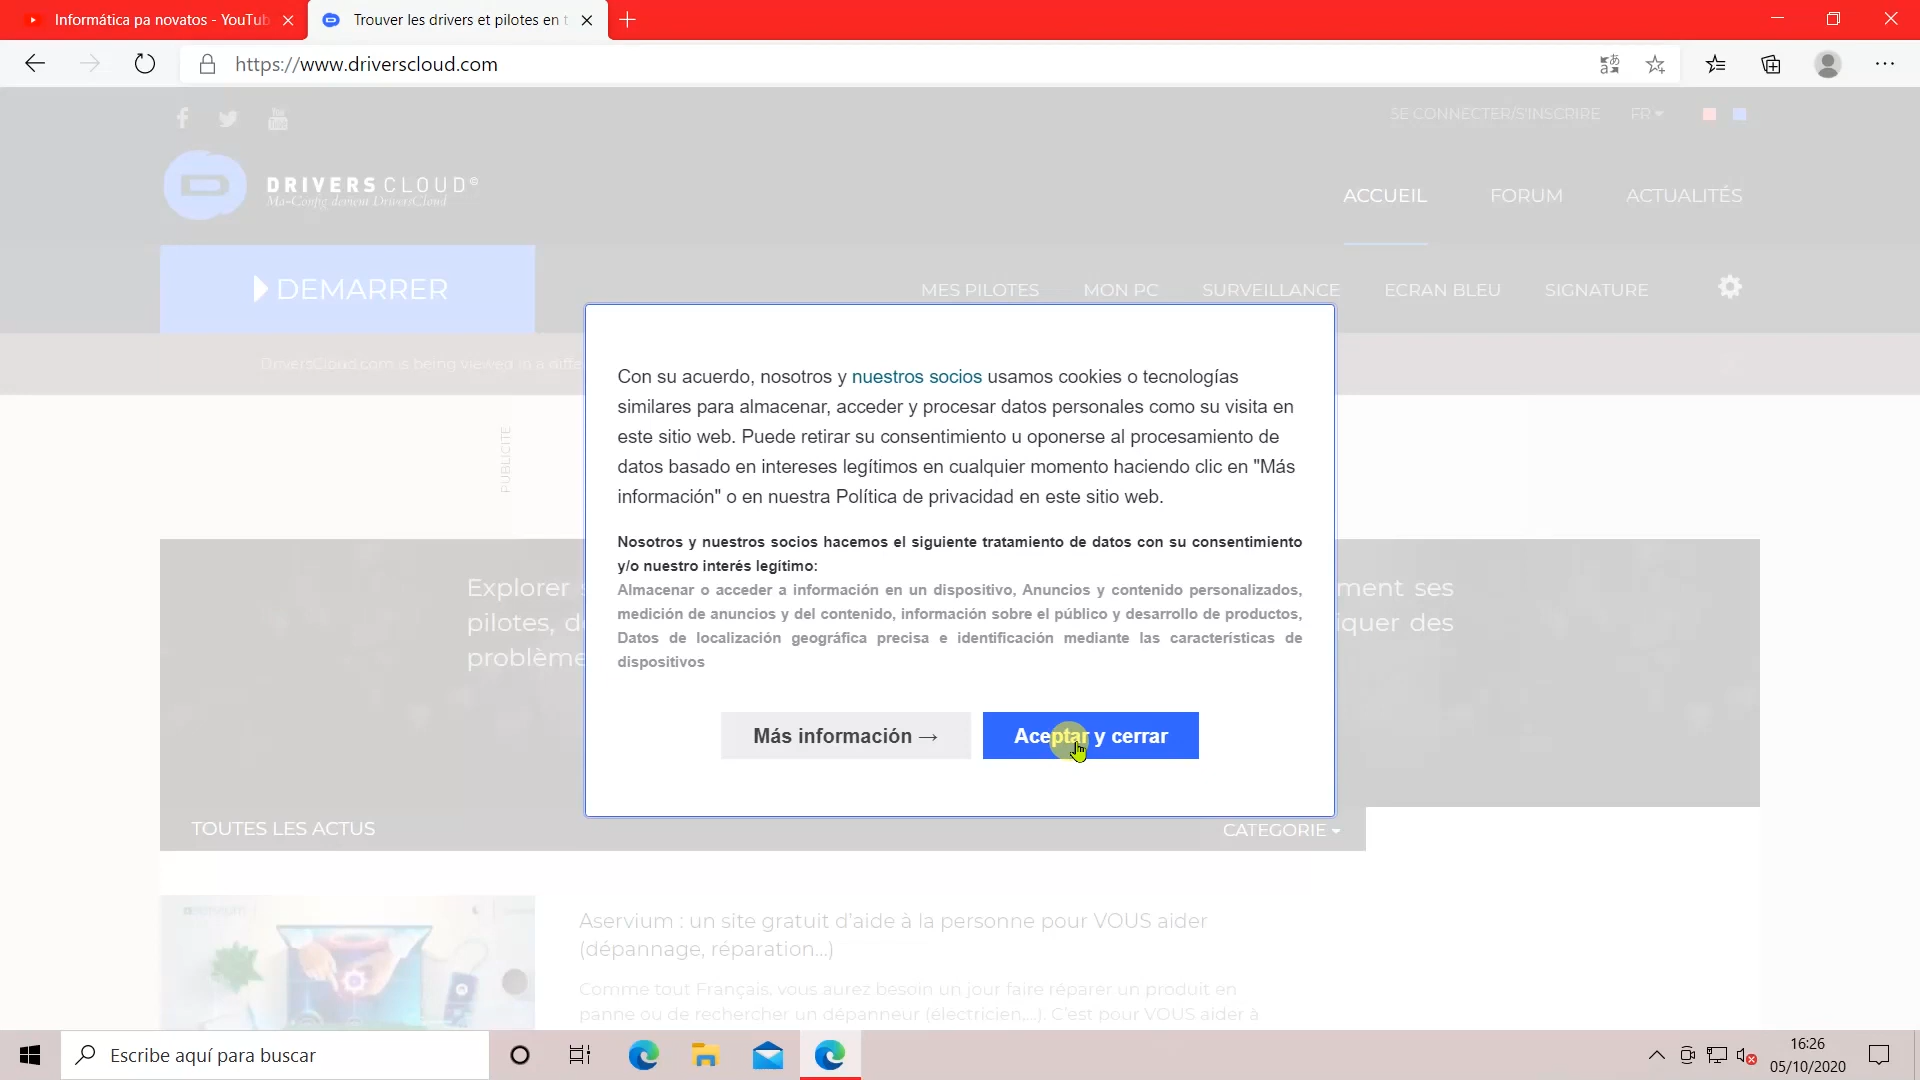 Informática pa novatos - YouTub
Trouver les drivers et pilotes en t
https://www.driverscloud.com
SE CONNECTER/S'INSCRIRE FR
DRIVERSCLOUD©
Ma-Config devient DriversCloud
ACCUEIL FORUM ACTUALITÉS
DEMARRER
MES PILOTES MON PC SURVEILLANCE ECRAN BLEU SIGNATURE
DriversCloud.com is being viewed in a diffe
PUBLICITE
Con su acuerdo, nosotros y nuestros socios usamos cookies o tecnologías
similares para almacenar, acceder y procesar datos personales como su visita en
este sitio web. Puede retirar su consentimiento u oponerse al procesamiento de
datos basado en intereses legítimos en cualquier momento haciendo clic en "Más
información" o en nuestra Política de privacidad en este sitio web.
Nosotros y nuestros socios hacemos el siguiente tratamiento de datos con su consentimiento
y/o nuestro interés legítimo:
Almacenar o acceder a información en un dispositivo, Anuncios y contenido personalizados,
medición de anuncios y del contenido, información sobre el público y desarrollo de productos,
Datos de localización geográfica precisa e identificación mediante las características de
dispositivos
Más información →
Aceptar y cerrar
Explorer ment ses
pilotes, d iquer des
problème
TOUTES LES ACTUS
CATEGORIE
Aservium : un site gratuit d'aide à la personne pour VOUS aider
(dépannage, réparation...)
Comme tout Français, vous aurez besoin un jour faire réparer un produit en
panne ou de rechercher un dépanneur (électricien,...). C'est pour VOUS aider à
Escribe aquí para buscar
16:26
05/10/2020